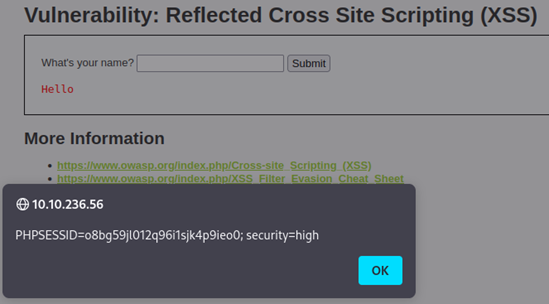 Vulnerability: Reflected Cross Site Scripting (XSS)
What's your name? Submit
Hello
More Information
https://www.owasp.org/index.php/Cross-site_Scripting_(XSS)
https://www.owasp.org/index.php/XSS_Filter_Evasion_Cheat_Sheet
10.10.236.56
PHPSESSID=o8bg59jl012q96i1sjk4p9ieo0; security=high
OK